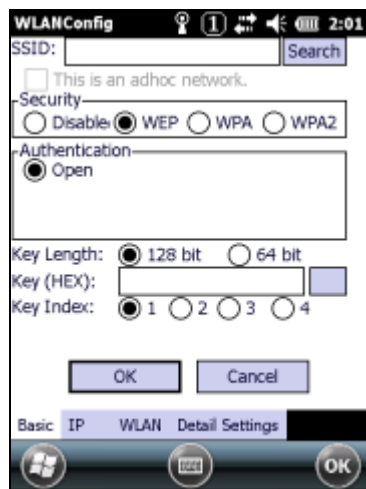 WLANConfig 1 2:01
SSID: Search
This is an adhoc network.
Security
Disable WEP WPA WPA2
Authentication
Open
Key Length: 128 bit 64 bit
Key (HEX):
Key Index: 1 2 3 4
OK Cancel
Basic IP WLAN Detail Settings
OK